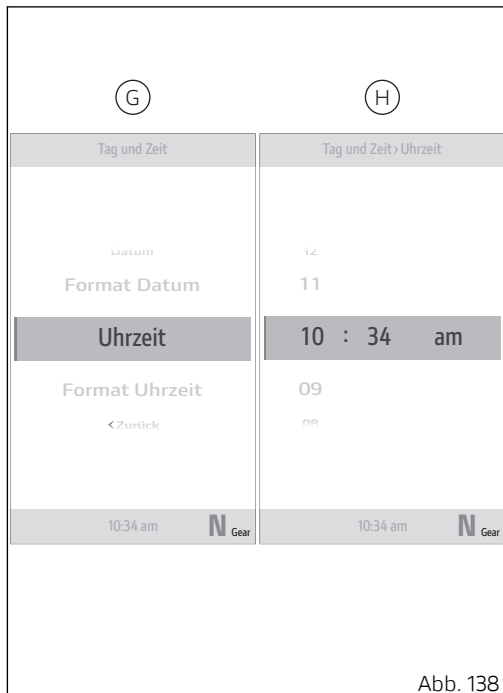 G
H
Tag und Zeit
Datum
Format Datum
Uhrzeit
Format Uhrzeit
‹Zurück
10:34 am
N Gear
Tag und Zeit›Uhrzeit
12
11
10 : 34 am
09
08
10:34 am
N Gear
Abb. 138